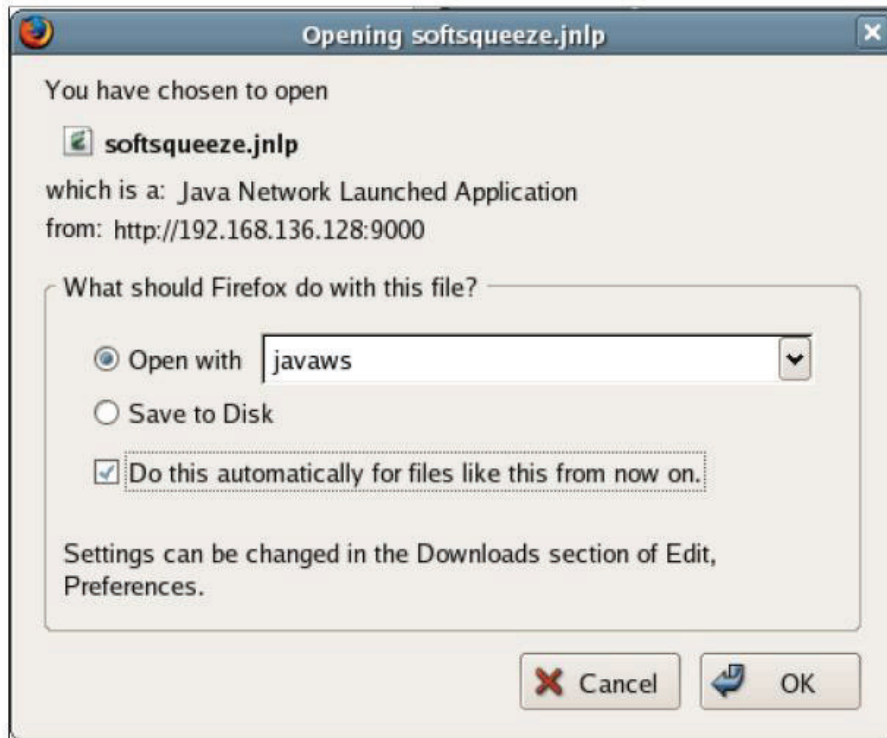 Opening softsqueeze.jnlp
You have chosen to open
softsqueeze.jnlp
which is a: Java Network Launched Application
from: http://192.168.136.128:9000
What should Firefox do with this file?
Open with javaws
Save to Disk
Do this automatically for files like this from now on.
Settings can be changed in the Downloads section of Edit,
Preferences.
Cancel OK